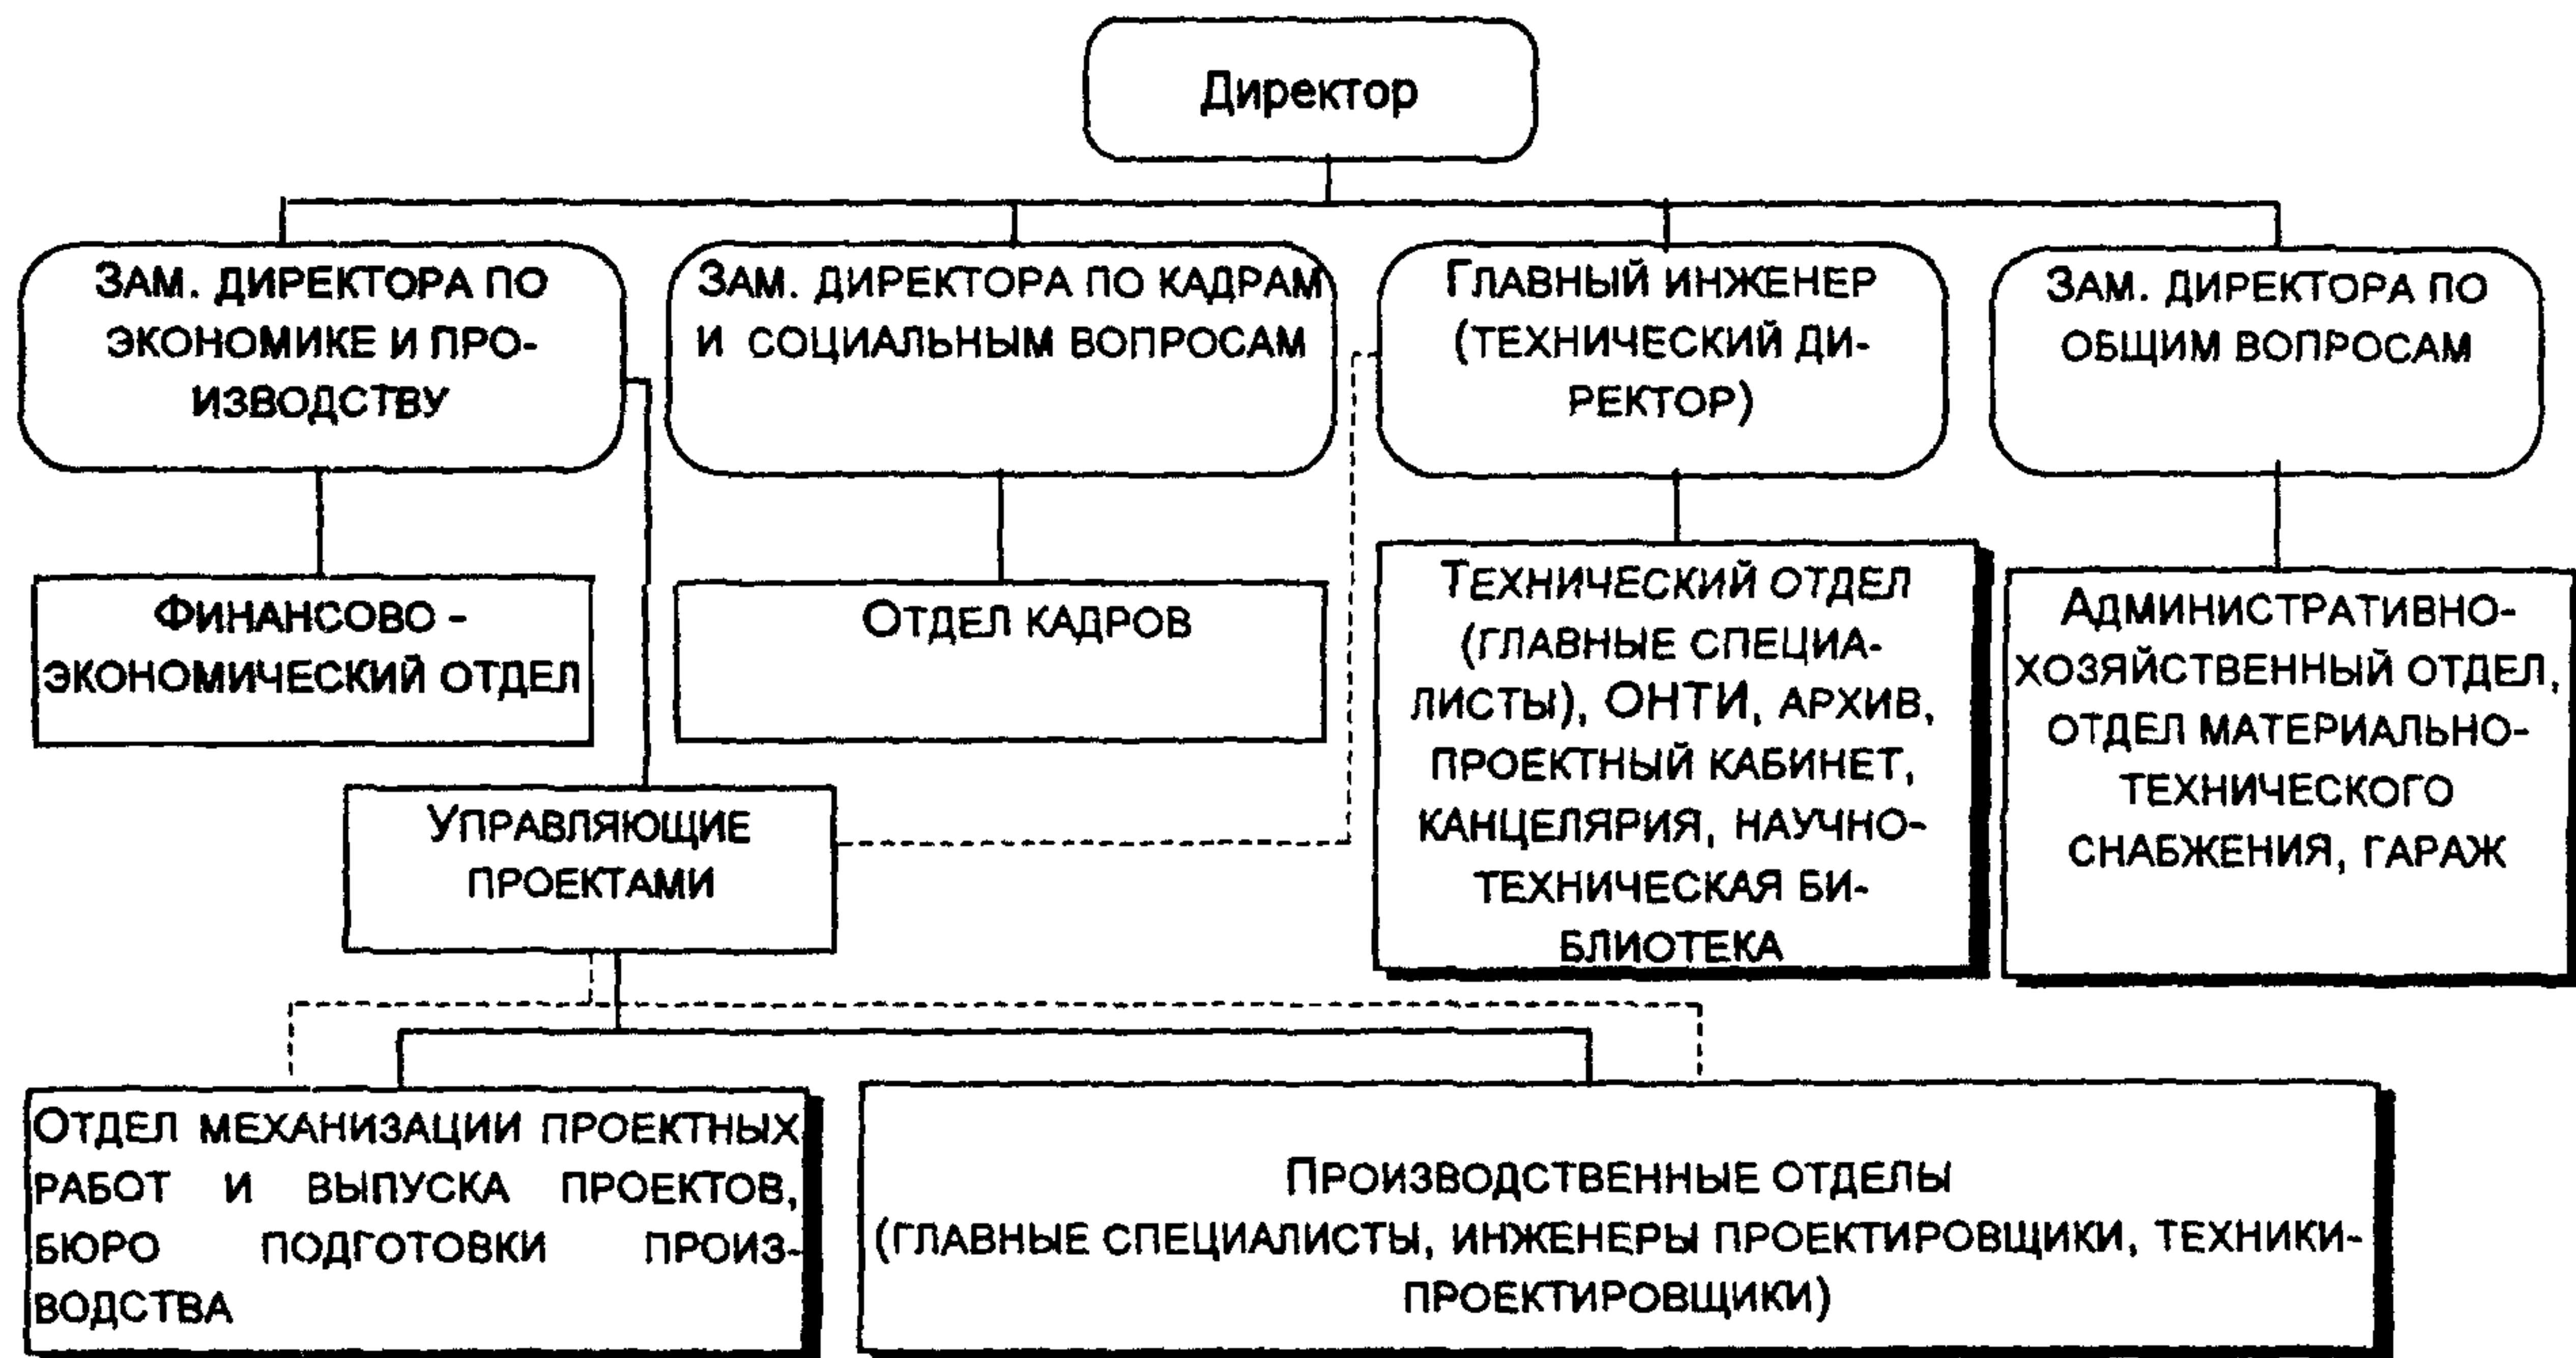 Директор
Зам. директора по
экономике и про-
изводству
Зам. директора по кадрам
и социальным вопросам
Главный инженер
(технический ди-
ректор)
Зам. директора по
общим вопросам
Финансово -
экономический отдел
Отдел кадров
Технический отдел
(главные специа-
листы), ОНТИ, архив,
проектный кабинет,
канцелярия, научно-
техническая би-
блиотека
Административно-
хозяйственный отдел,
отдел материально-
технического
снабжения, гараж
Управляющие
проектами
Отдел механизации проектных
работ и выпуска проектов,
бюро подготовки произ-
водства
Производственные отделы
(главные специалисты, инженеры проектировщики, техники-
проектировщики)